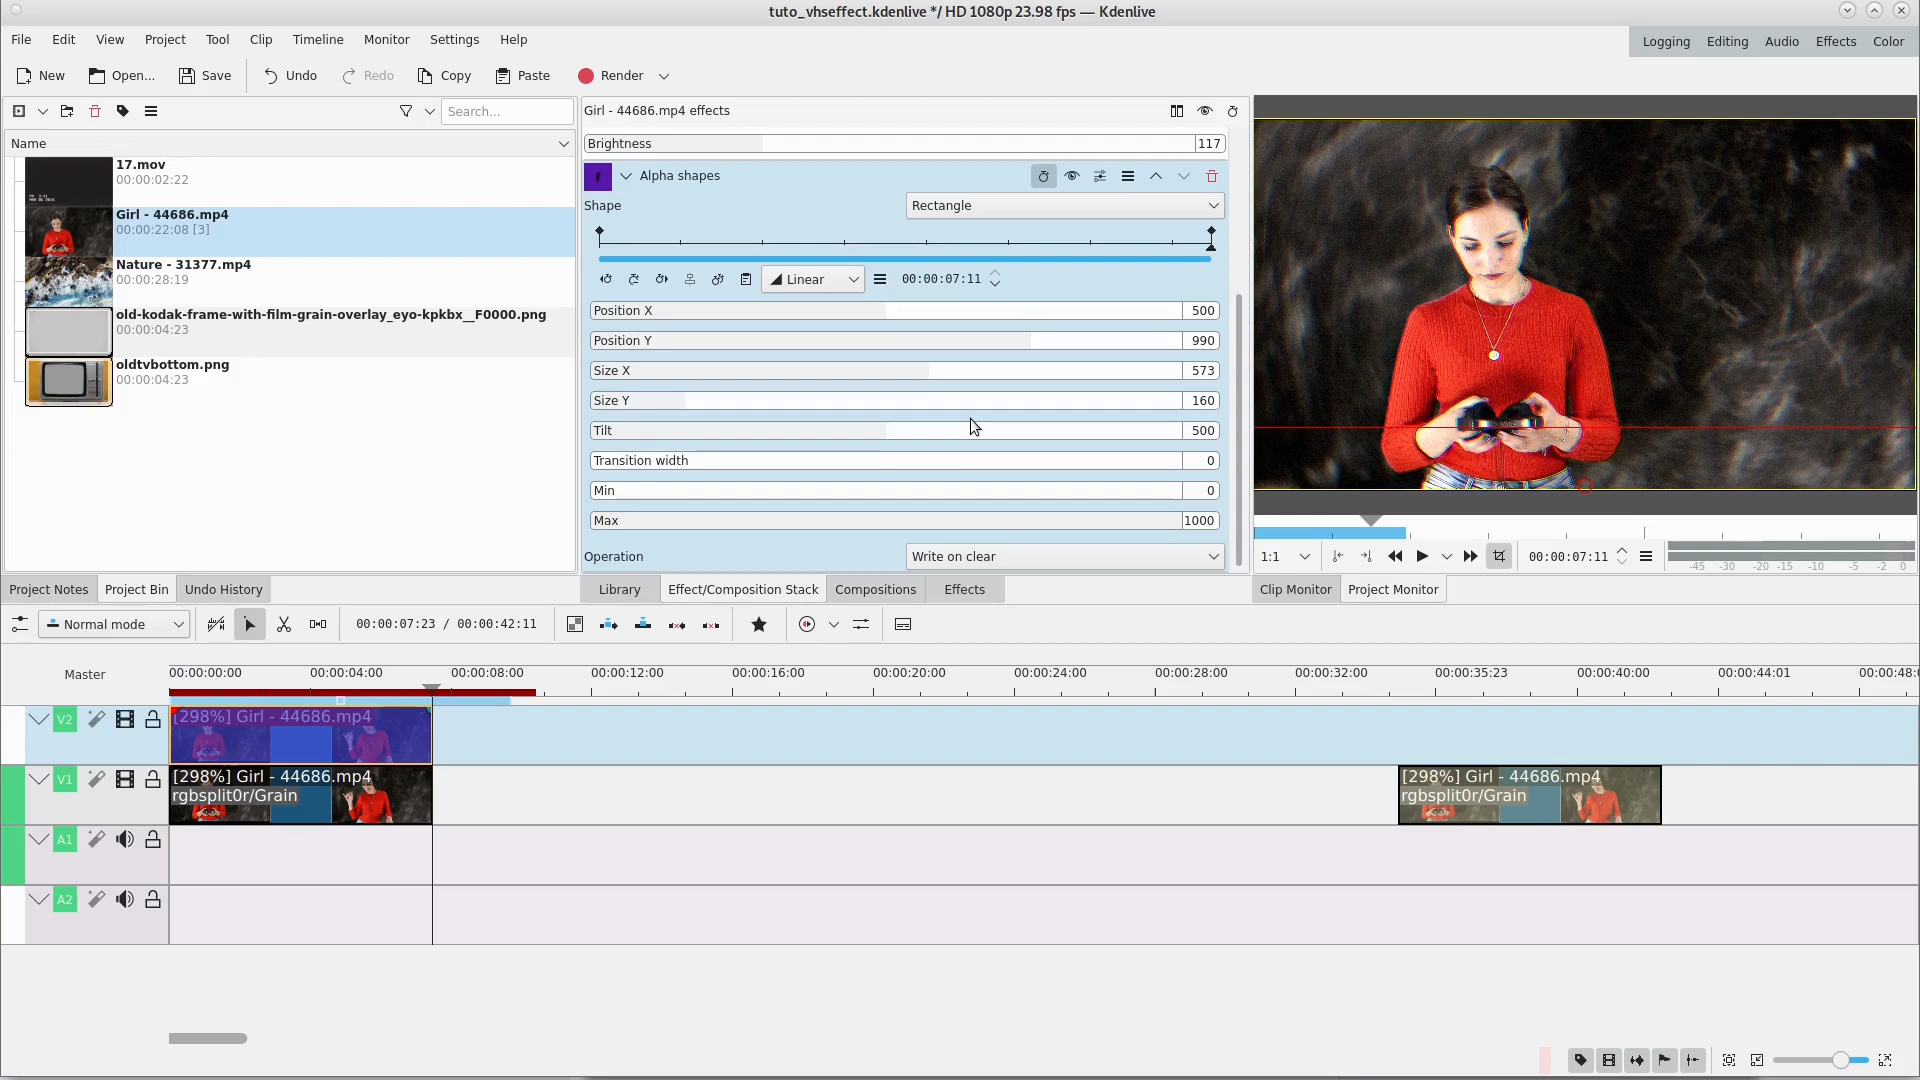 tuto_vhseffect.kdenlive */ HD 1080p 23.98 fps — Kdenlive
File Edit View Project Tool Clip Timeline Monitor Settings Help
Logging Editing Audio Effects Color
New Open... Save Undo Redo Copy Paste Render
Search...
Name
17.mov
00:00:02:22
Girl - 44686.mp4
00:00:22:08 [3]
Nature - 31377.mp4
00:00:28:19
old-kodak-frame-with-film-grain-overlay_eyo-kpkbx__F0000.png
00:00:04:23
oldtvbottom.png
00:00:04:23
Project Notes Project Bin Undo History
Girl - 44686.mp4 effects
Brightness 117
f Alpha shapes
Shape Rectangle
Linear 00:00:07:11
Position X 500
Position Y 990
Size X 573
Size Y 160
Tilt 500
Transition width 0
Min 0
Max 1000
Operation Write on clear
Library Effect/Composition Stack Compositions Effects
1:1 00:00:07:11
-45 -30 -20 -15 -10 -5 -2 0
Clip Monitor Project Monitor
Normal mode 00:00:07:23 / 00:00:42:11
Master 00:00:00:00 00:00:04:00 00:00:08:00 00:00:12:00 00:00:16:00 00:00:20:00 00:00:24:00 00:00:28:00 00:00:32:00 00:00:35:23 00:00:40:00 00:00:44:01 00:00:48:
V2 [298%] Girl - 44686.mp4
V1 [298%] Girl - 44686.mp4 [298%] Girl - 44686.mp4
rgbsplit0r/Grain rgbsplit0r/Grain
A1
A2